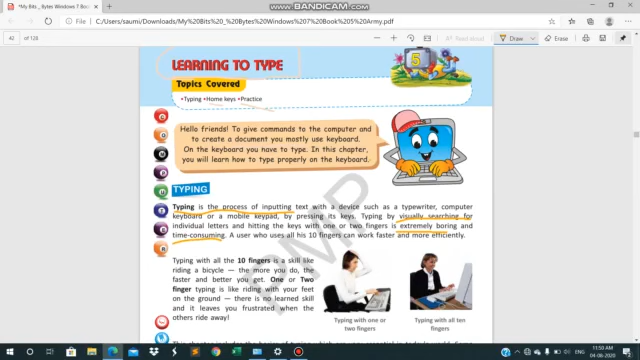 www.BANDICAM.com
*My Bits _ Bytes Windows 7 Book 5 Army.pdf
C:/Users/saumi/Downloads/My%20Bits%20_%20Bytes%20Windows%207%20Book%205%20Army.pdf
42 of 128
Read aloud Draw Erase
LEARNING TO TYPE
5
Topics Covered
•Typing •Home keys •Practice
Hello friends! To give commands to the computer and
to create a document you mostly use keyboard.
On the keyboard you have to type. In this chapter,
you will learn how to type properly on the keyboard.
TYPING
Typing is the process of inputting text with a device such as a typewriter, computer
keyboard or a mobile keypad, by pressing its keys. Typing by visually searching for
individual letters and hitting the keys with one or two fingers is extremely boring and
time-consuming. A user who uses all his 10 fingers can work faster and more efficiently.
PMP
Typing with all the 10 fingers is a skill like
riding a bicycle — the more you do, the
faster and better you get. One or Two
finger typing is like riding with your feet
on the ground — there is no learned skill
and it leaves you frustrated when the
others ride away!
Typing with one or
two fingers
Typing with all ten
fingers
11:50 AM
ENG
04-08-2020